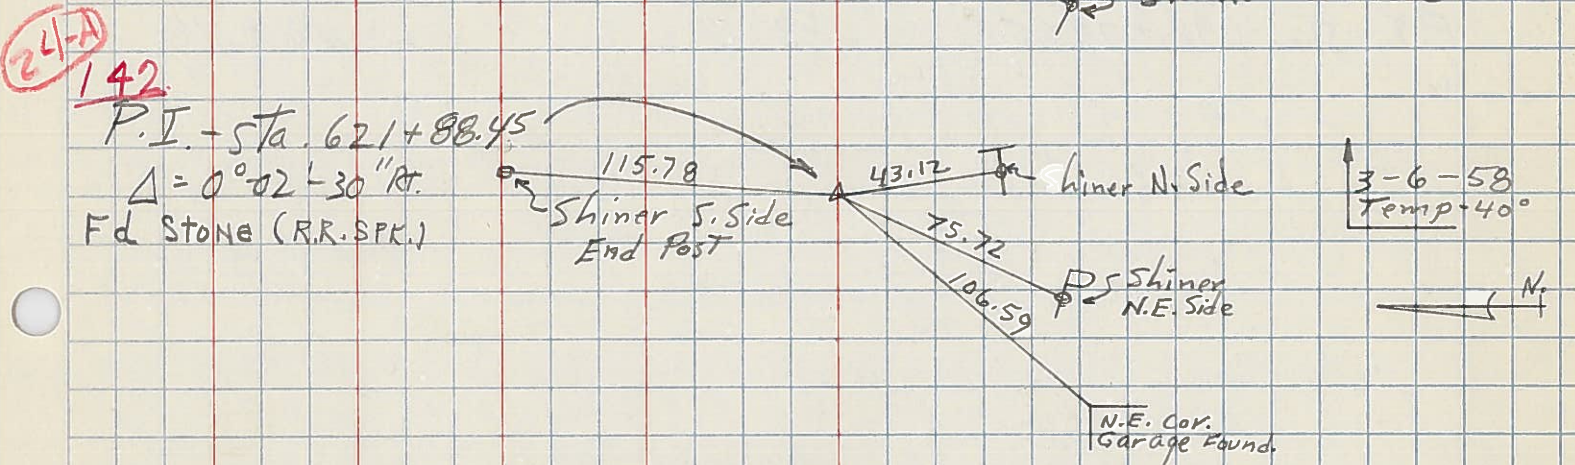 24-A
142.
P.I. - Sta. 621+88.45
Δ = 0°-02'-30" Rt.
Fd Stone (R.R. SPK.)
115.78
Shiner S. Side
End Post
43.12
T
Shiner N. Side
75.72
P
Shiner
N.E. Side
106.59
N.E. Cor.
Garage Found.
3-6-58
Temp-40°
N.